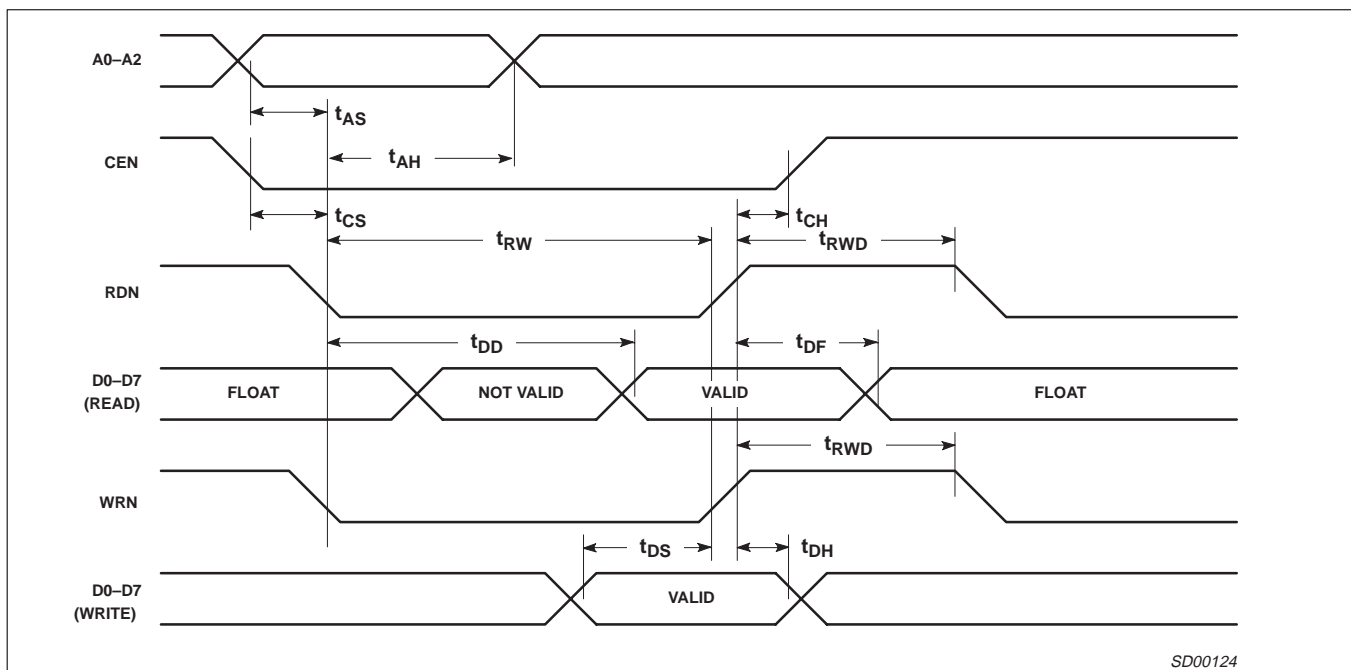 A0–A2
tAS
CEN
tAH
tCS
tCH
tRW
tRWD
RDN
tDD
tDF
D0–D7
(READ)
FLOAT
NOT VALID
VALID
FLOAT
tRWD
WRN
tDS
tDH
D0–D7
(WRITE)
VALID
SD00124